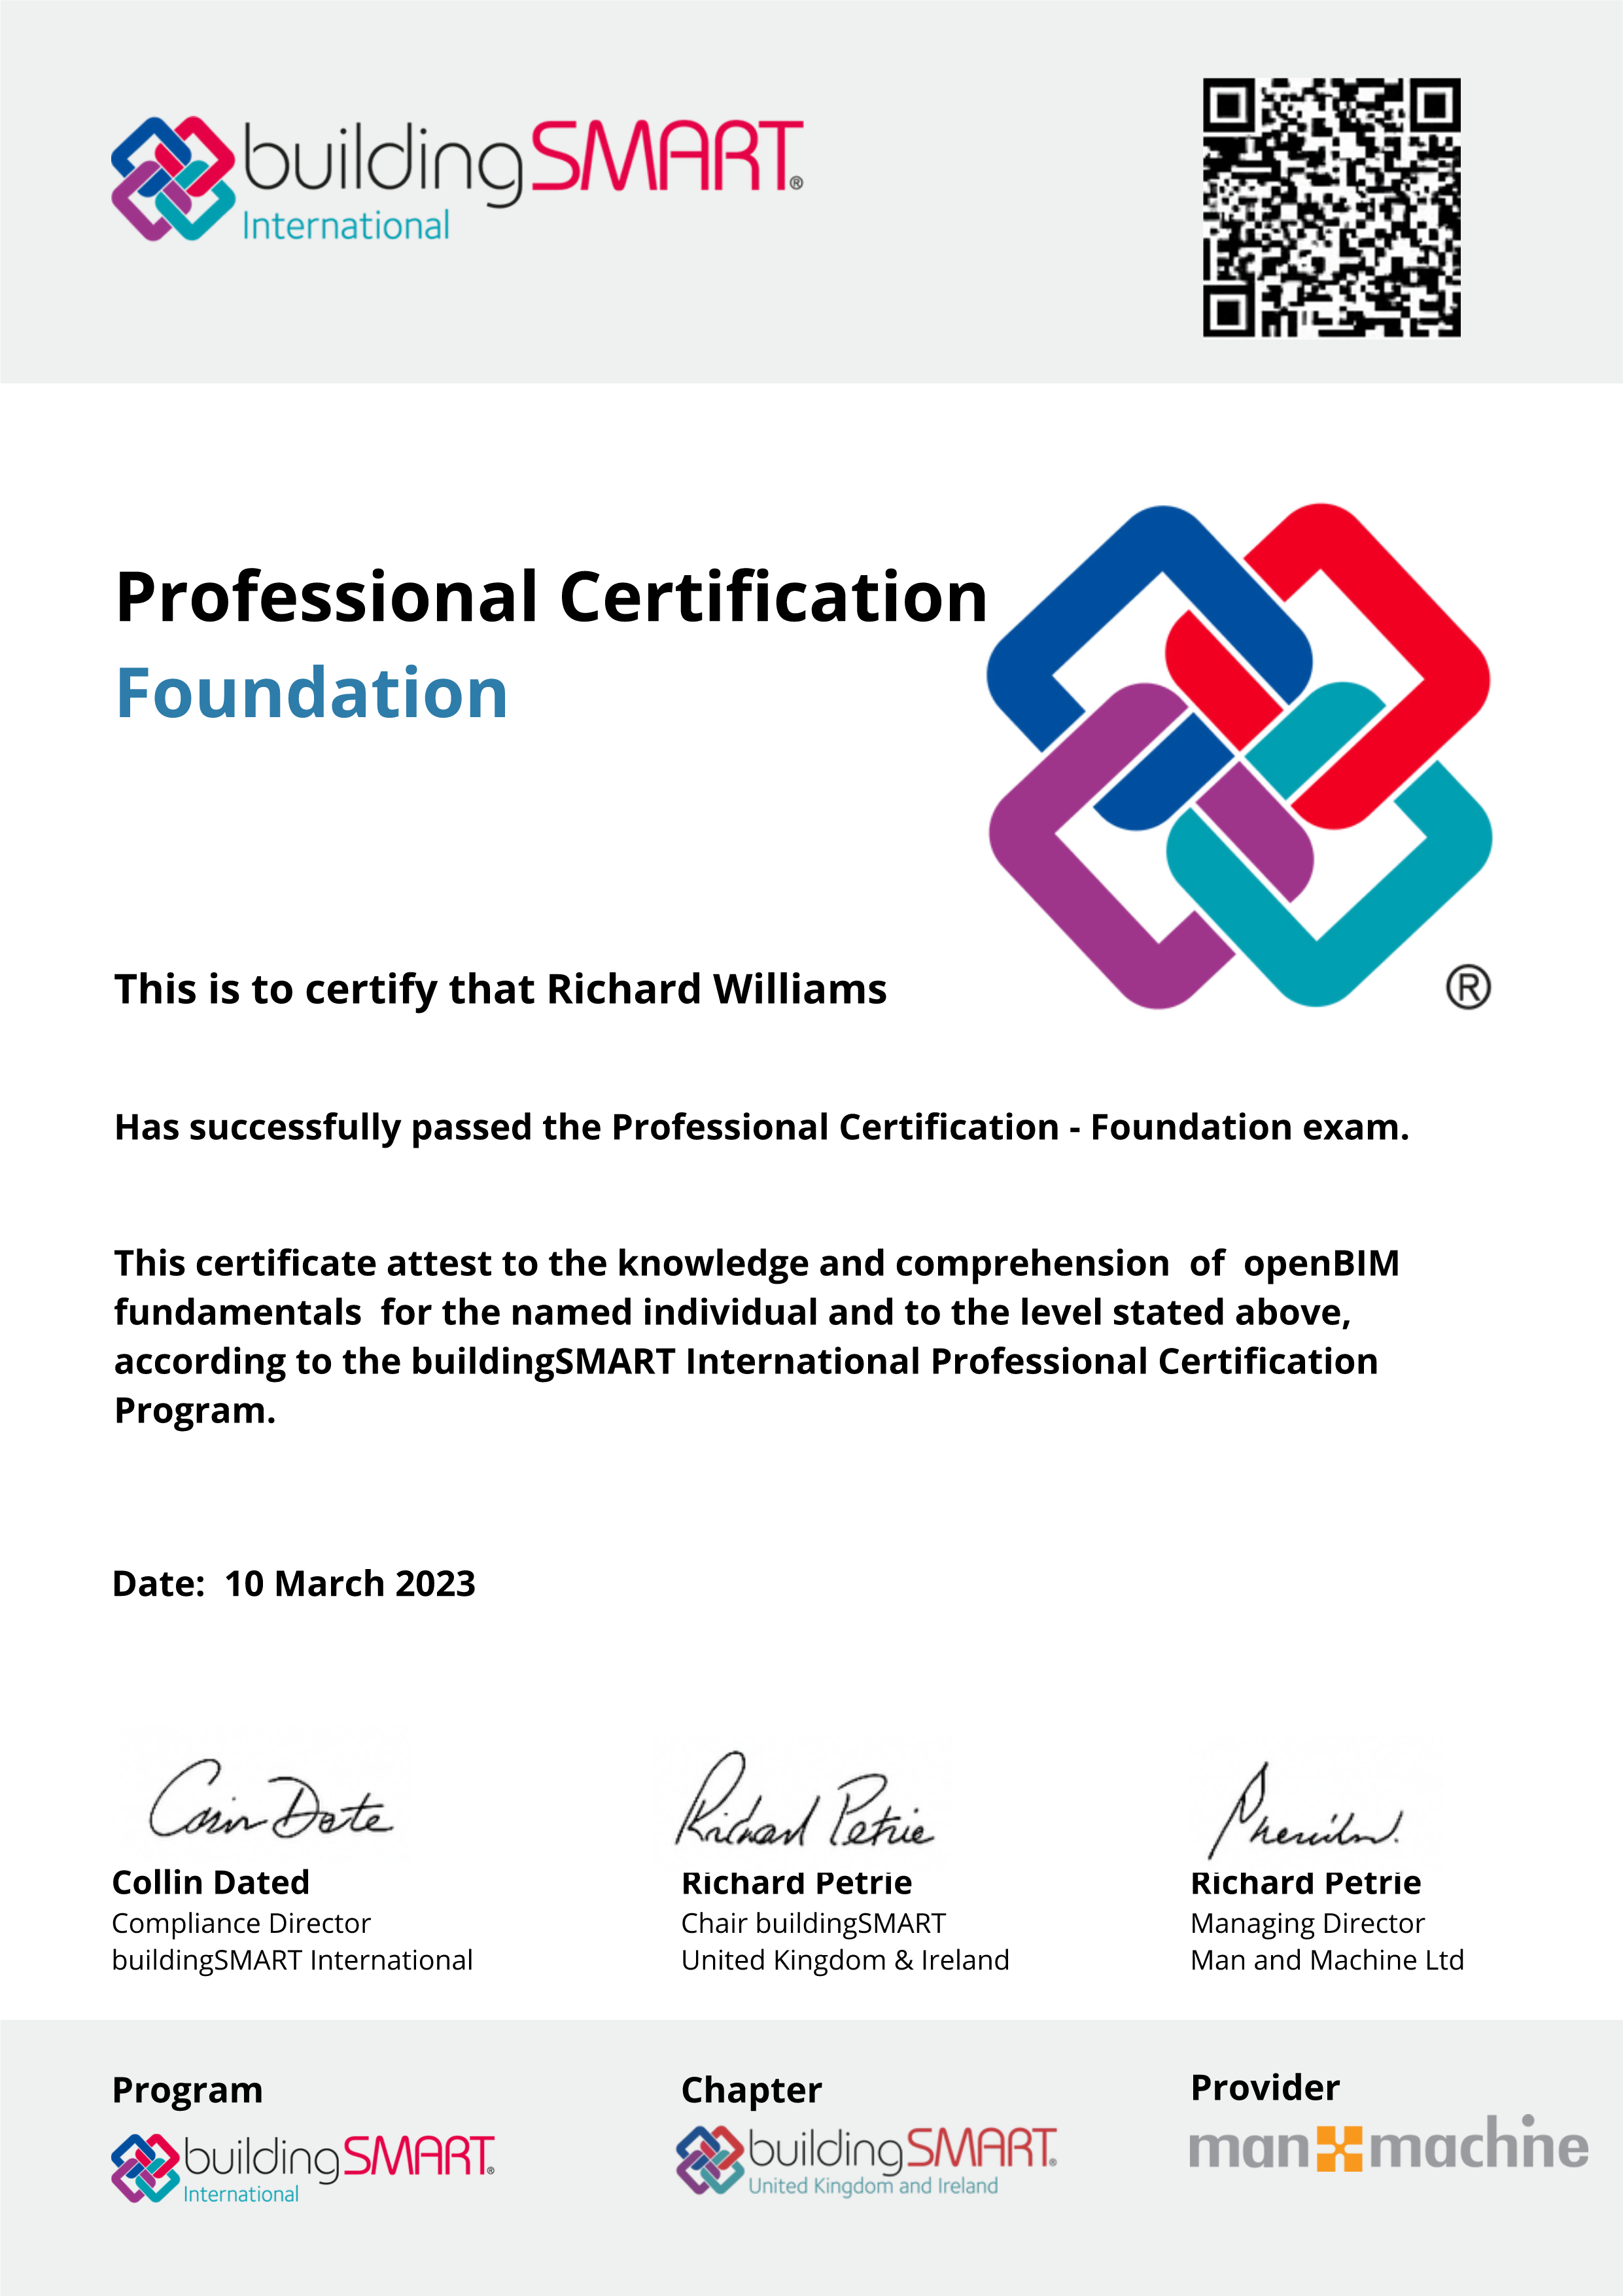 buildingSMART®
International
Professional Certification
Foundation
®
This is to certify that Richard Williams
Has successfully passed the Professional Certification - Foundation exam.
This certificate attest to the knowledge and comprehension of openBIM
fundamentals for the named individual and to the level stated above,
according to the buildingSMART International Professional Certification
Program.
Date: 10 March 2023
Richard Petrie
Collin Dated
Compliance Director
buildingSMART International
Richard Petrie
Chair buildingSMART
United Kingdom & Ireland
Richard Petrie
Managing Director
Man and Machine Ltd
Program
buildingSMART®
International
Chapter
buildingSMART®
United Kingdom and Ireland
Provider
man machine